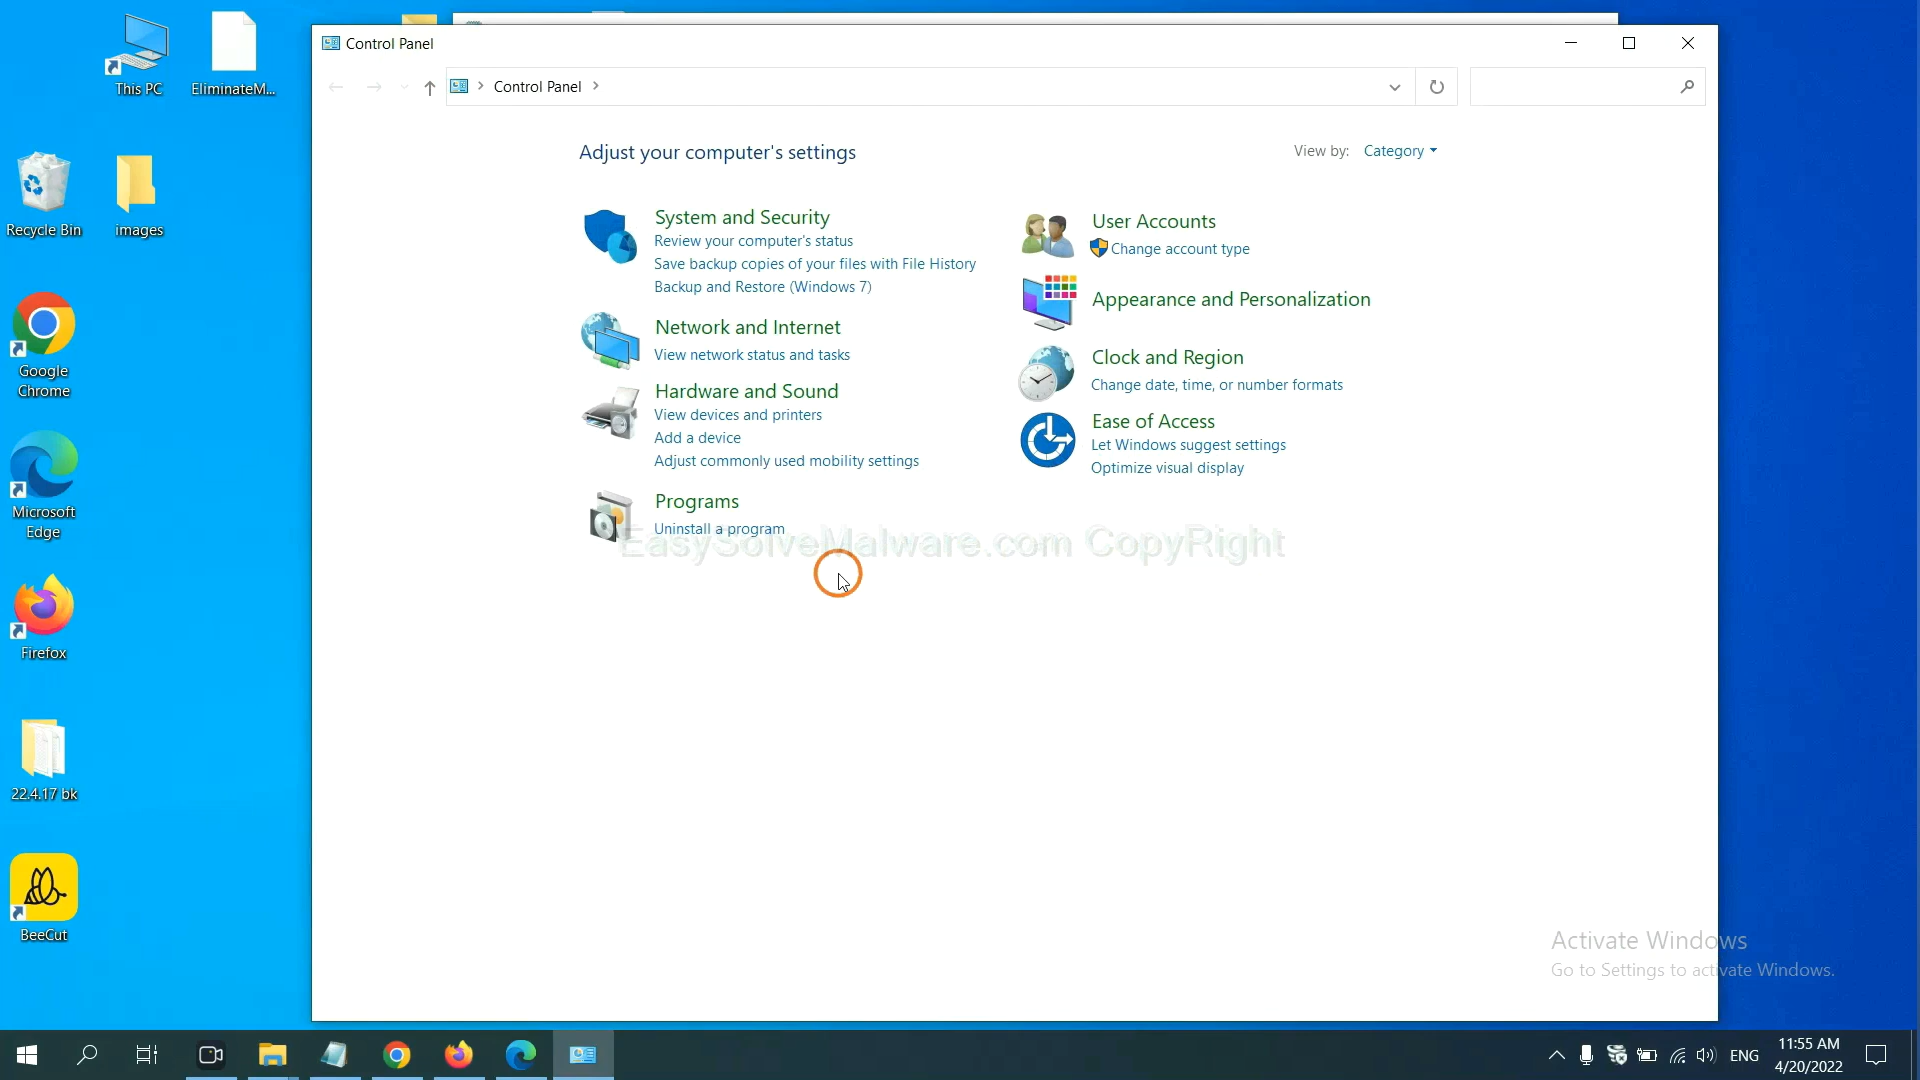 This PC
EliminateM...
Recycle Bin
images
Google
Chrome
Microsoft
Edge
Firefox
22.4.17 bk
BeeCut
Control Panel
Control Panel
Adjust your computer's settings
View by: Category
System and Security
Review your computer's status
Save backup copies of your files with File History
Backup and Restore (Windows 7)
Network and Internet
View network status and tasks
Hardware and Sound
View devices and printers
Add a device
Adjust commonly used mobility settings
Programs
Uninstall a program
User Accounts
Change account type
Appearance and Personalization
Clock and Region
Change date, time, or number formats
Ease of Access
Let Windows suggest settings
Optimize visual display
EasySolveMalware.com CopyRight
Activate Windows
Go to Settings to activate Windows.
ENG
11:55 AM
4/20/2022